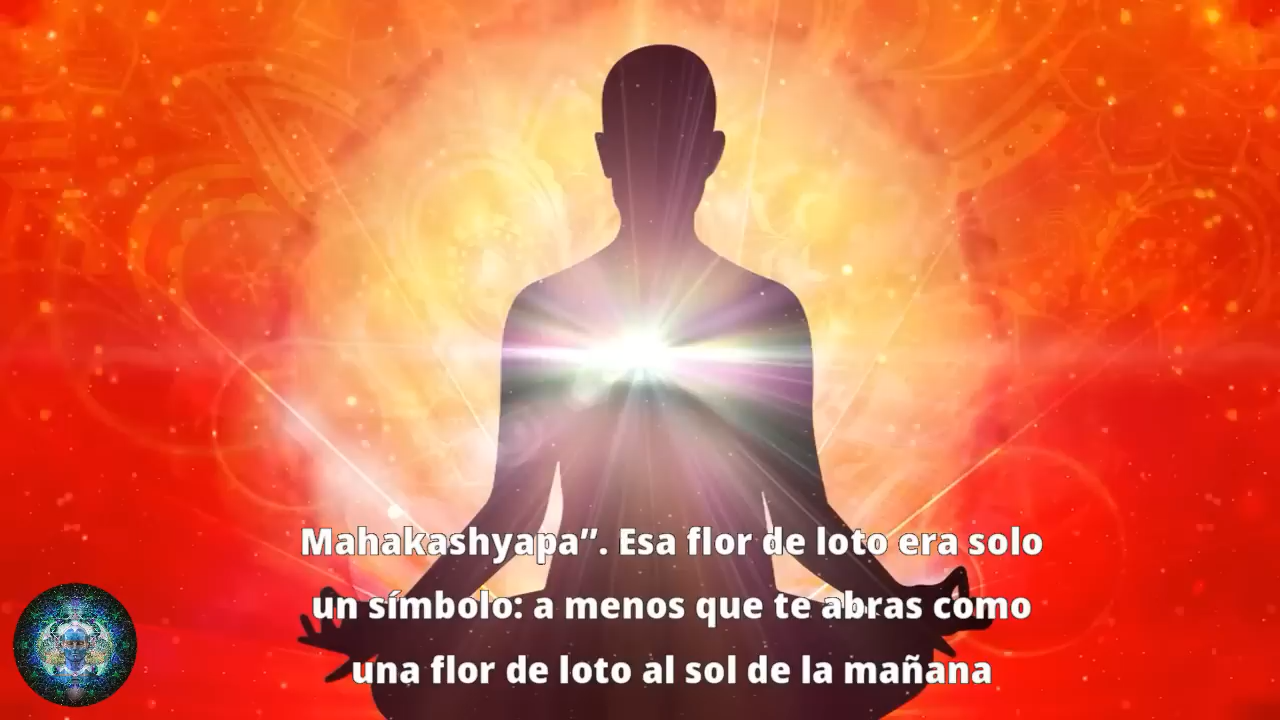 Mahakashyapa”. Esa flor de loto era solo
un símbolo: a menos que te abras como
una flor de loto al sol de la mañana